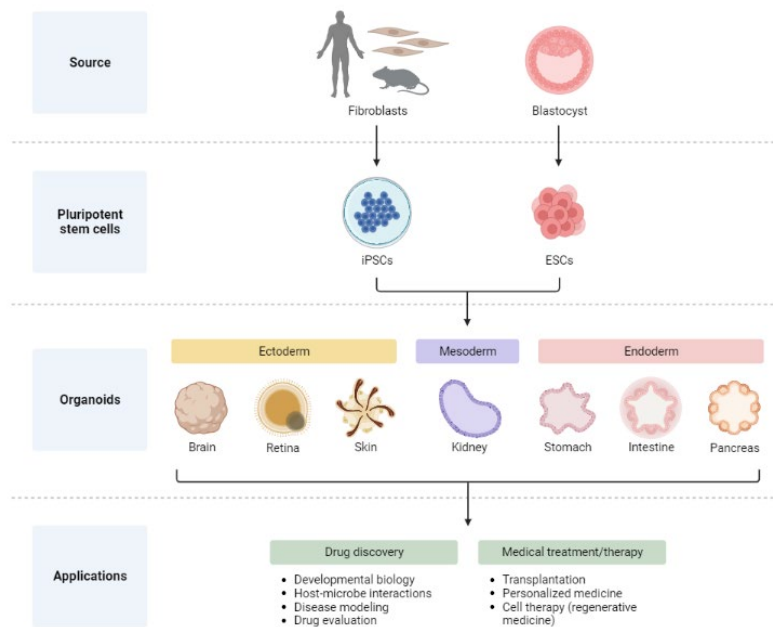 Source
Fibroblasts
Blastocyst
Pluripotent
stem cells
iPSCs
ESCs
Organoids
Ectoderm
Mesoderm
Endoderm
Brain
Retina
Skin
Kidney
Stomach
Intestine
Pancreas
Applications
Drug discovery
• Developmental biology
• Host-microbe interactions
• Disease modeling
• Drug evaluation
Medical treatment/therapy
• Transplantation
• Personalized medicine
• Cell therapy (regenerative
medicine)